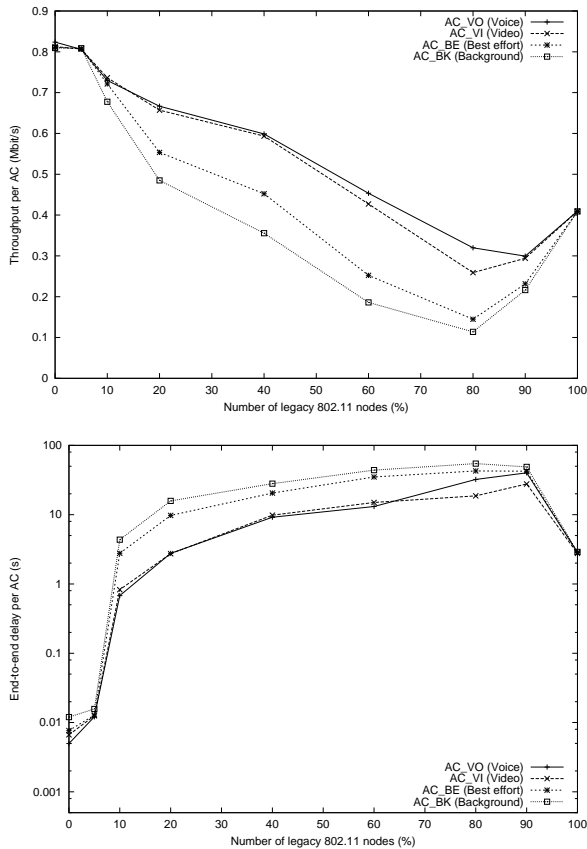 0.9
0.8
0.7
0.6
0.5
0.4
0.3
0.2
0.1
0
Throughput per AC (Mbit/s)
AC_VO (Voice)
AC_VI (Video)
AC_BE (Best effort)
AC_BK (Background)
0 10 20 30 40 50 60 70 80 90 100
Number of legacy 802.11 nodes (%)
100
10
1
0.1
0.01
0.001
End-to-end delay per AC (s)
AC_VO (Voice)
AC_VI (Video)
AC_BE (Best effort)
AC_BK (Background)
0 10 20 30 40 50 60 70 80 90 100
Number of legacy 802.11 nodes (%)